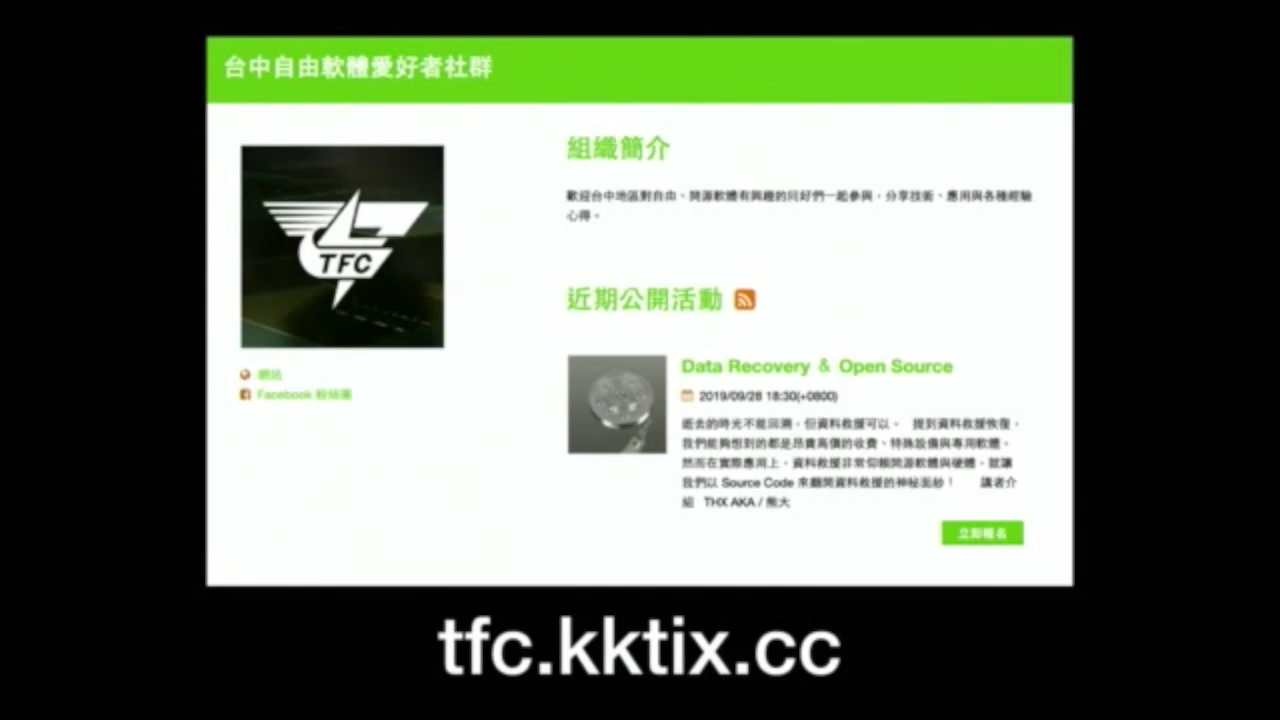 台中自由軟體愛好者社群
TFC
網站
Facebook 粉絲團
組織簡介
歡迎台中地區對自由、開源軟體有興趣的同好們一起參與，分享技術、應用與各種經驗
心得。
近期公開活動
Data Recovery & Open Source
2019/09/28 18:30(+0800)
逝去的時光不能回溯，但資料救援可以。 提到資料救援恢復，
我們能夠想到的都是昂貴高價的收費、特殊設備與專用軟體。
然而在實際應用上，資料救援非常仰賴開源軟體與硬體，就讓
我們以 Source Code 來翻開資料救援的神秘面紗！ 講者介
紹 THX AKA / 熊大
立即報名
tfc.kktix.cc